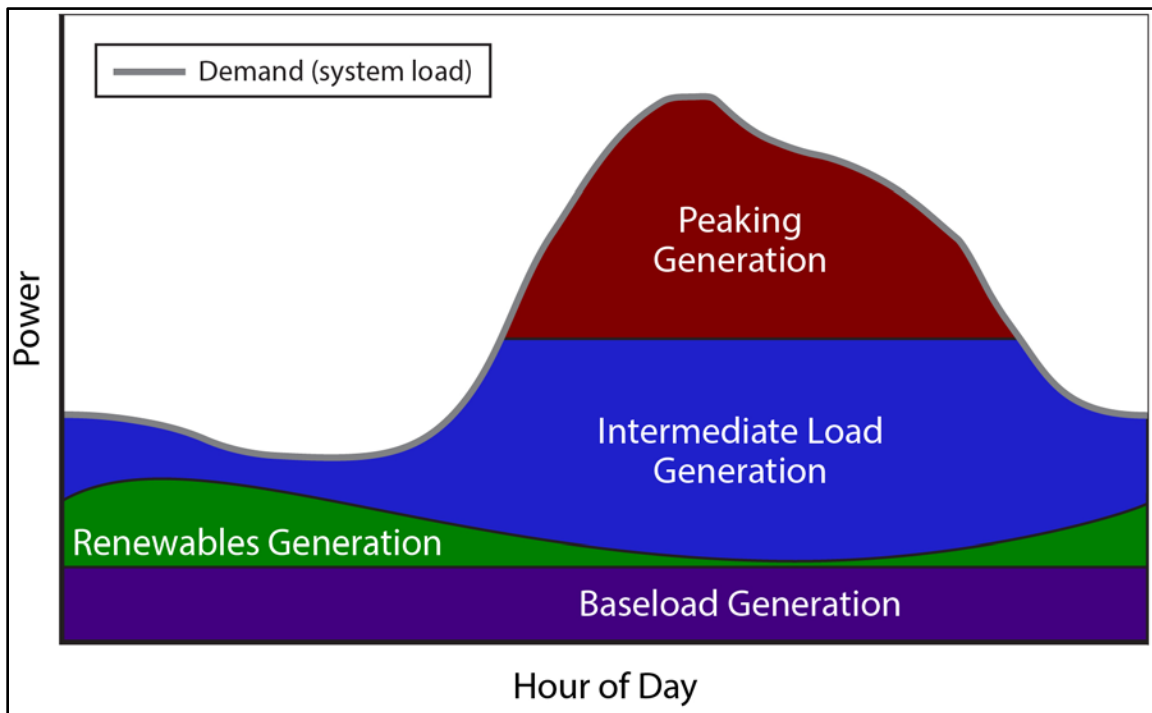 Demand (system load)
Peaking
Generation
Power
Intermediate Load
Generation
Renewables Generation
Baseload Generation
Hour of Day